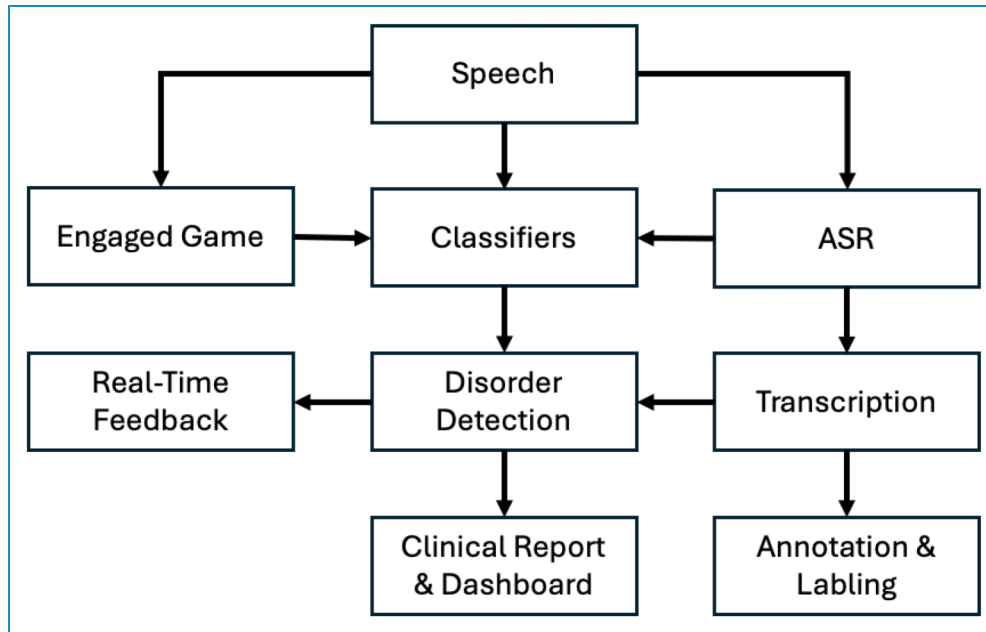 Speech
Engaged Game
Classifiers
ASR
Real-Time
Feedback
Disorder
Detection
Transcription
Clinical Report
& Dashboard
Annotation &
Labling